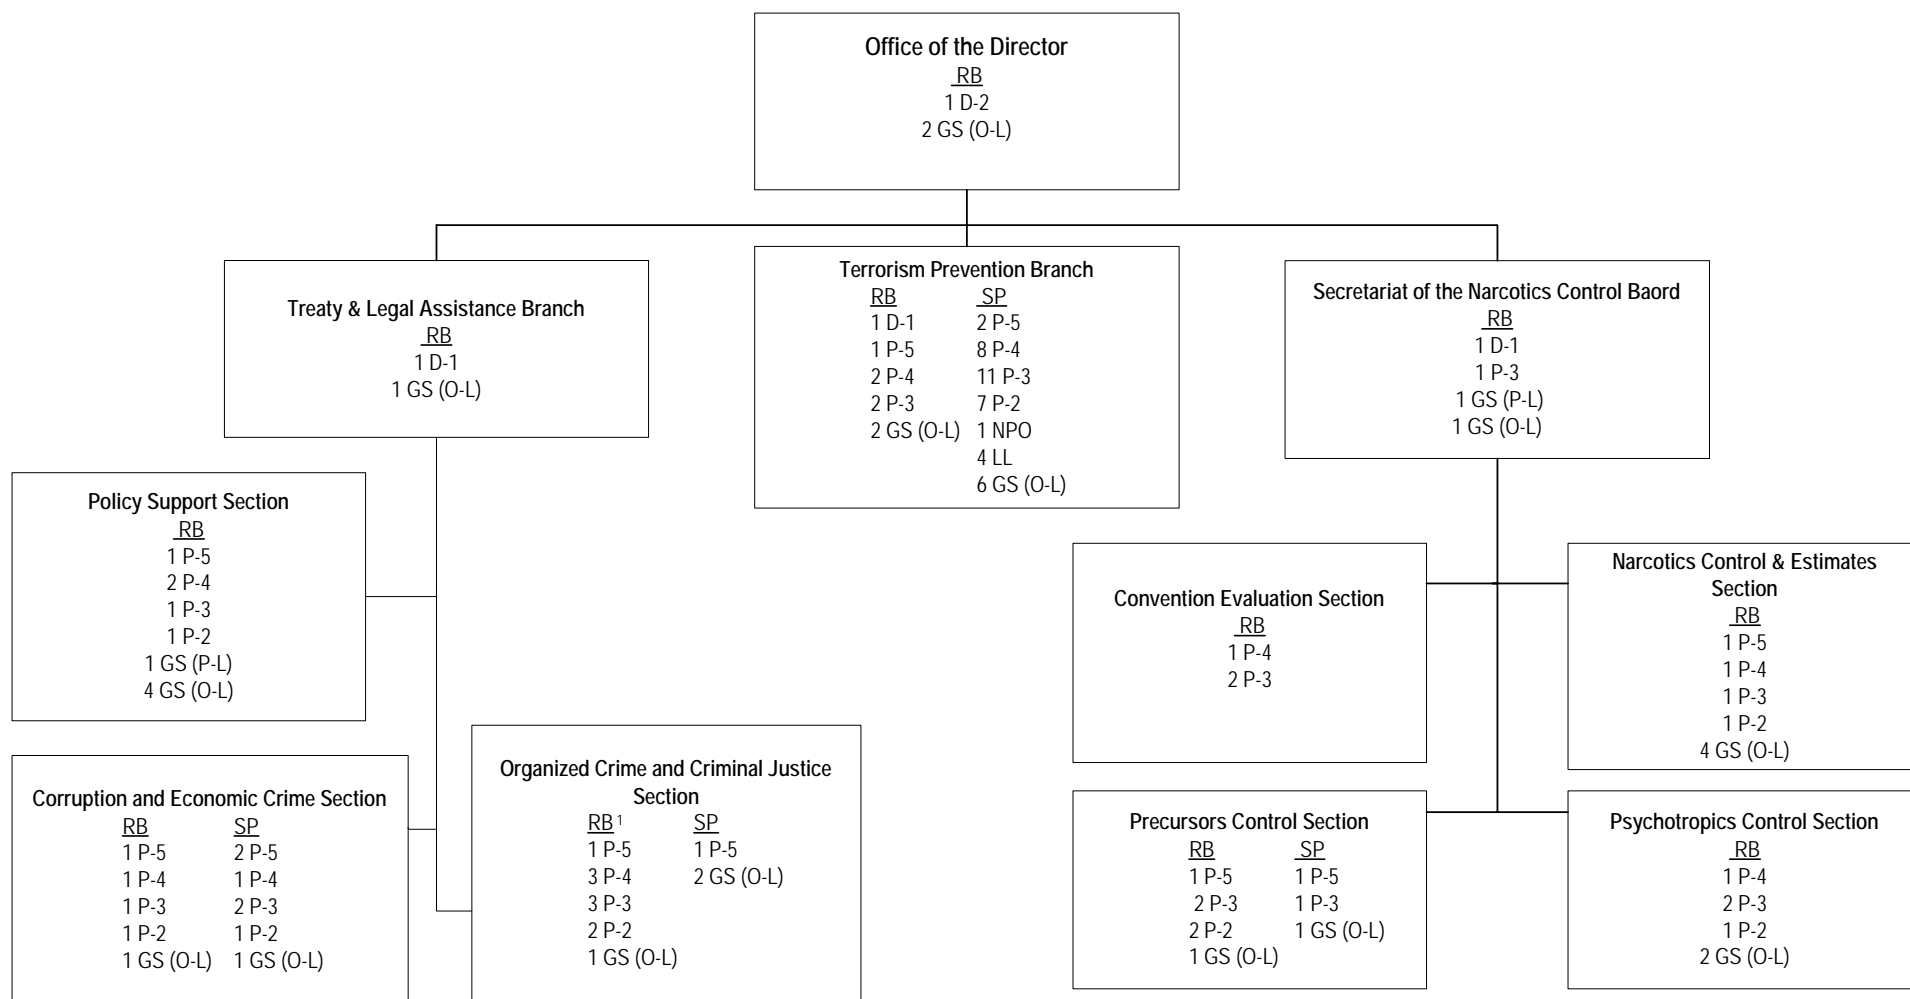 Office of the Director
RB
1 D-2
2 GS (O-L)
Treaty & Legal Assistance Branch
RB
1 D-1
1 GS (O-L)
Terrorism Prevention Branch
RB SP
1 D-1 2 P-5
1 P-5 8 P-4
2 P-4 11 P-3
2 P-3 7 P-2
2 GS (O-L) 1 NPO
4 LL
6 GS (O-L)
Secretariat of the Narcotics Control Baord
RB
1 D-1
1 P-3
1 GS (P-L)
1 GS (O-L)
Policy Support Section
RB
1 P-5
2 P-4
1 P-3
1 P-2
1 GS (P-L)
4 GS (O-L)
Corruption and Economic Crime Section
RB SP
1 P-5 2 P-5
1 P-4 1 P-4
1 P-3 2 P-3
1 P-2 1 P-2
1 GS (O-L) 1 GS (O-L)
Organized Crime and Criminal Justice
Section
RB 1 SP
1 P-5 1 P-5
3 P-4 2 GS (O-L)
3 P-3
2 P-2
1 GS (O-L)
Convention Evaluation Section
RB
1 P-4
2 P-3
Narcotics Control & Estimates
Section
RB
1 P-5
1 P-4
1 P-3
1 P-2
4 GS (O-L)
Precursors Control Section
RB SP
1 P-5 1 P-5
2 P-3 1 P-3
2 P-2 1 GS (O-L)
1 GS (O-L)
Psychotropics Control Section
RB
1 P-4
2 P-3
1 P-2
2 GS (O-L)